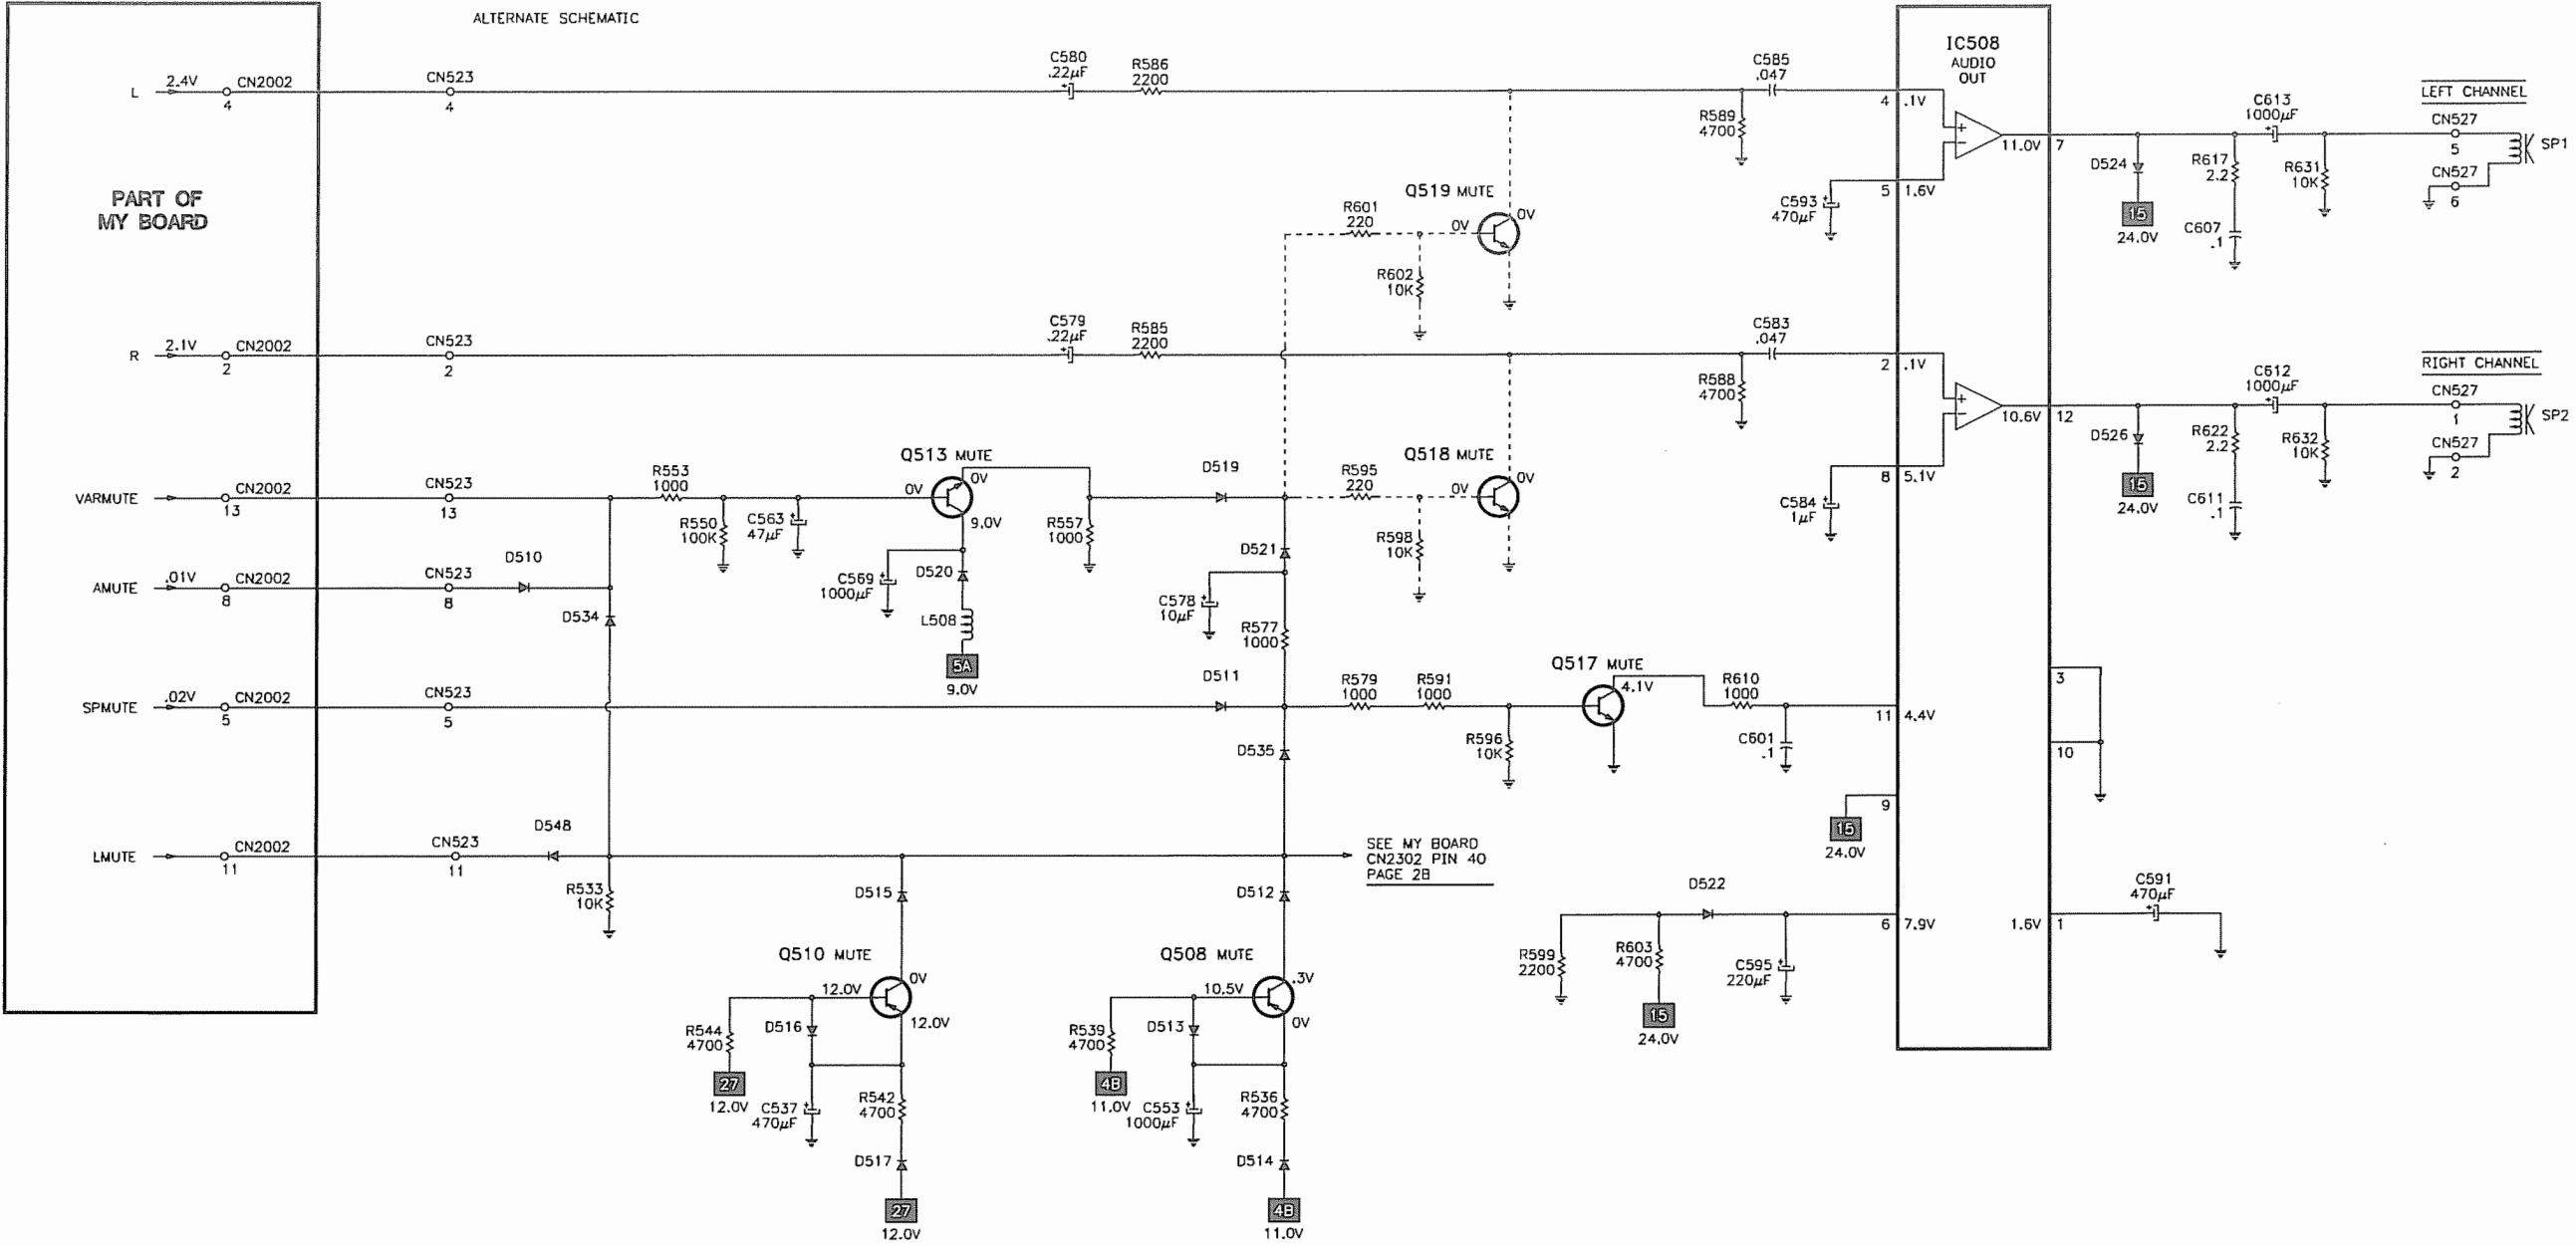 ALTERNATE SCHEMATIC
PART OF
MY BOARD
L
2.4V
CN2002
4
CN523
4
C580
.22µF
R586
2200
C585
.047
R589
4700
4
.1V
IC508
AUDIO
OUT
11.0V
7
5
1.6V
C593
470µF
D524
15
24.0V
R617
2.2
C607
.1
C613
1000µF
R631
10K
LEFT CHANNEL
CN527
5
CN527
6
SP1
Q519 MUTE
R601
220
0V
0V
R602
10K
R
2.1V
CN2002
2
CN523
2
C579
.22µF
R585
2200
C583
.047
R588
4700
2
.1V
10.6V
12
8
5.1V
C584
1µF
D526
15
24.0V
R622
2.2
C611
.1
C612
1000µF
R632
10K
RIGHT CHANNEL
CN527
1
CN527
2
SP2
VARMUTE
CN2002
13
CN523
13
R553
1000
R550
100K
C563
47µF
Q513 MUTE
0V
0V
9.0V
C569
1000µF
D520
L508
5A
9.0V
R557
1000
D519
R595
220
Q518 MUTE
0V
0V
R598
10K
D521
C578
10µF
R577
1000
AMUTE
.01V
CN2002
8
CN523
8
D510
D534
SPMUTE
.02V
CN2002
5
CN523
5
D511
R579
1000
R591
1000
R596
10K
Q517 MUTE
4.1V
R610
1000
C601
.1
11
4.4V
3
10
D535
9
15
24.0V
LMUTE
CN2002
11
CN523
11
D548
R533
10K
SEE MY BOARD
CN2302 PIN 40
PAGE 2B
D515
Q510 MUTE
12.0V
0V
12.0V
R544
4700
27
12.0V
D516
C537
470µF
R542
4700
D517
27
12.0V
D512
Q508 MUTE
10.5V
.3V
0V
R539
4700
4B
11.0V
D513
C553
1000µF
R536
4700
D514
4B
11.0V
D522
R599
2200
R603
4700
15
24.0V
C595
220µF
6
7.9V
1.6V
1
C591
470µF